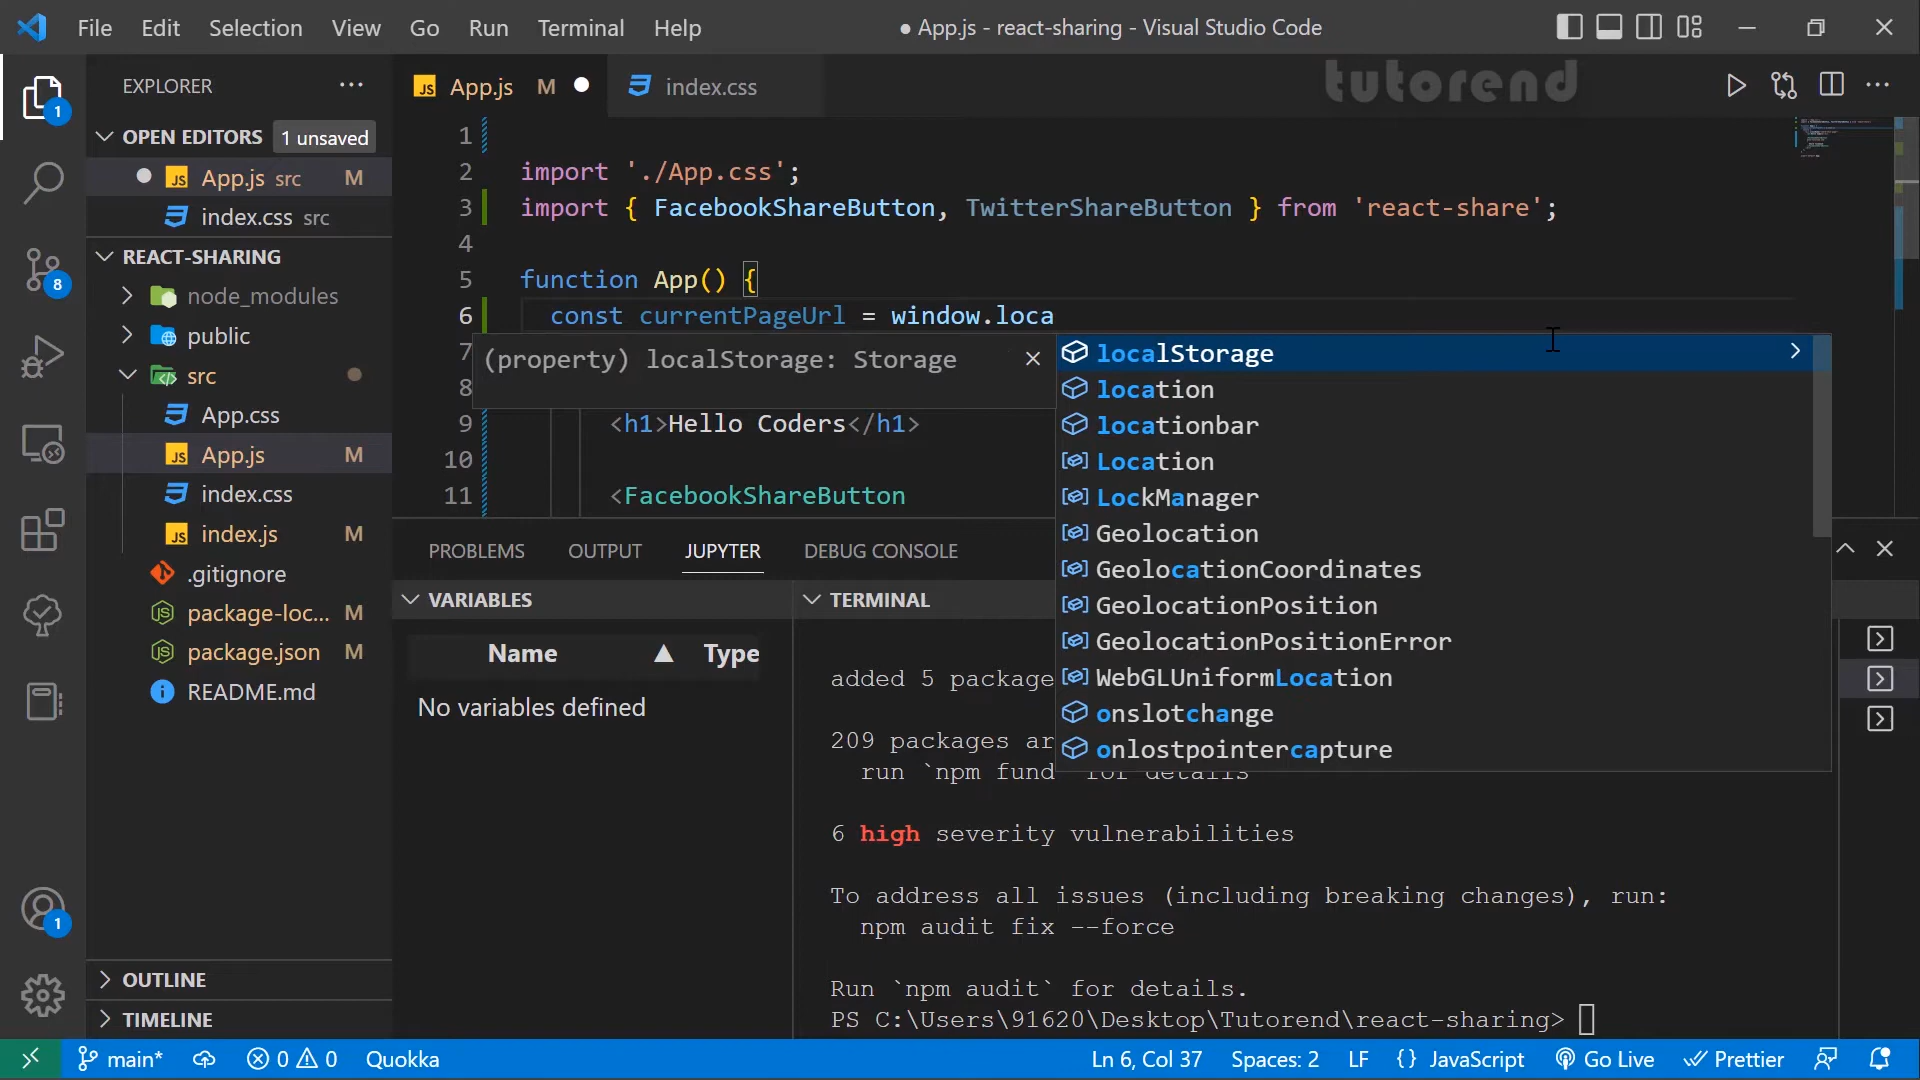 File Edit Selection View Go Run Terminal Help ● App.js - react-sharing - Visual Studio Code
EXPLORER
App.js M
index.css
tutorend
1
OPEN EDITORS 1 unsaved
App.js src M
index.css src
REACT-SHARING
node_modules
public
src
App.css
App.js M
index.css
index.js M
.gitignore
package-loc... M
package.json M
README.md
8
1
OUTLINE
TIMELINE
1
2 import './App.css';
3 import { FacebookShareButton, TwitterShareButton } from 'react-share';
4
5 function App() {
6 const currentPageUrl = window.loca
7
8
9 <h1>Hello Coders</h1>
10
11 <FacebookShareButton
(property) localStorage: Storage
localStorage
location
locationbar
Location
LockManager
Geolocation
GeolocationCoordinates
GeolocationPosition
GeolocationPositionError
WebGLUniformLocation
onslotchange
onlostpointercapture
PROBLEMS OUTPUT JUPYTER DEBUG CONSOLE
VARIABLES
Name Type
No variables defined
TERMINAL
added 5 package
209 packages ar
run `npm fund` for details
6 high severity vulnerabilities
To address all issues (including breaking changes), run:
npm audit fix --force
Run `npm audit` for details.
PS C:\Users\91620\Desktop\Tutorend\react-sharing>
main* 0 0 Quokka Ln 6, Col 37 Spaces: 2 LF {} JavaScript Go Live Prettier